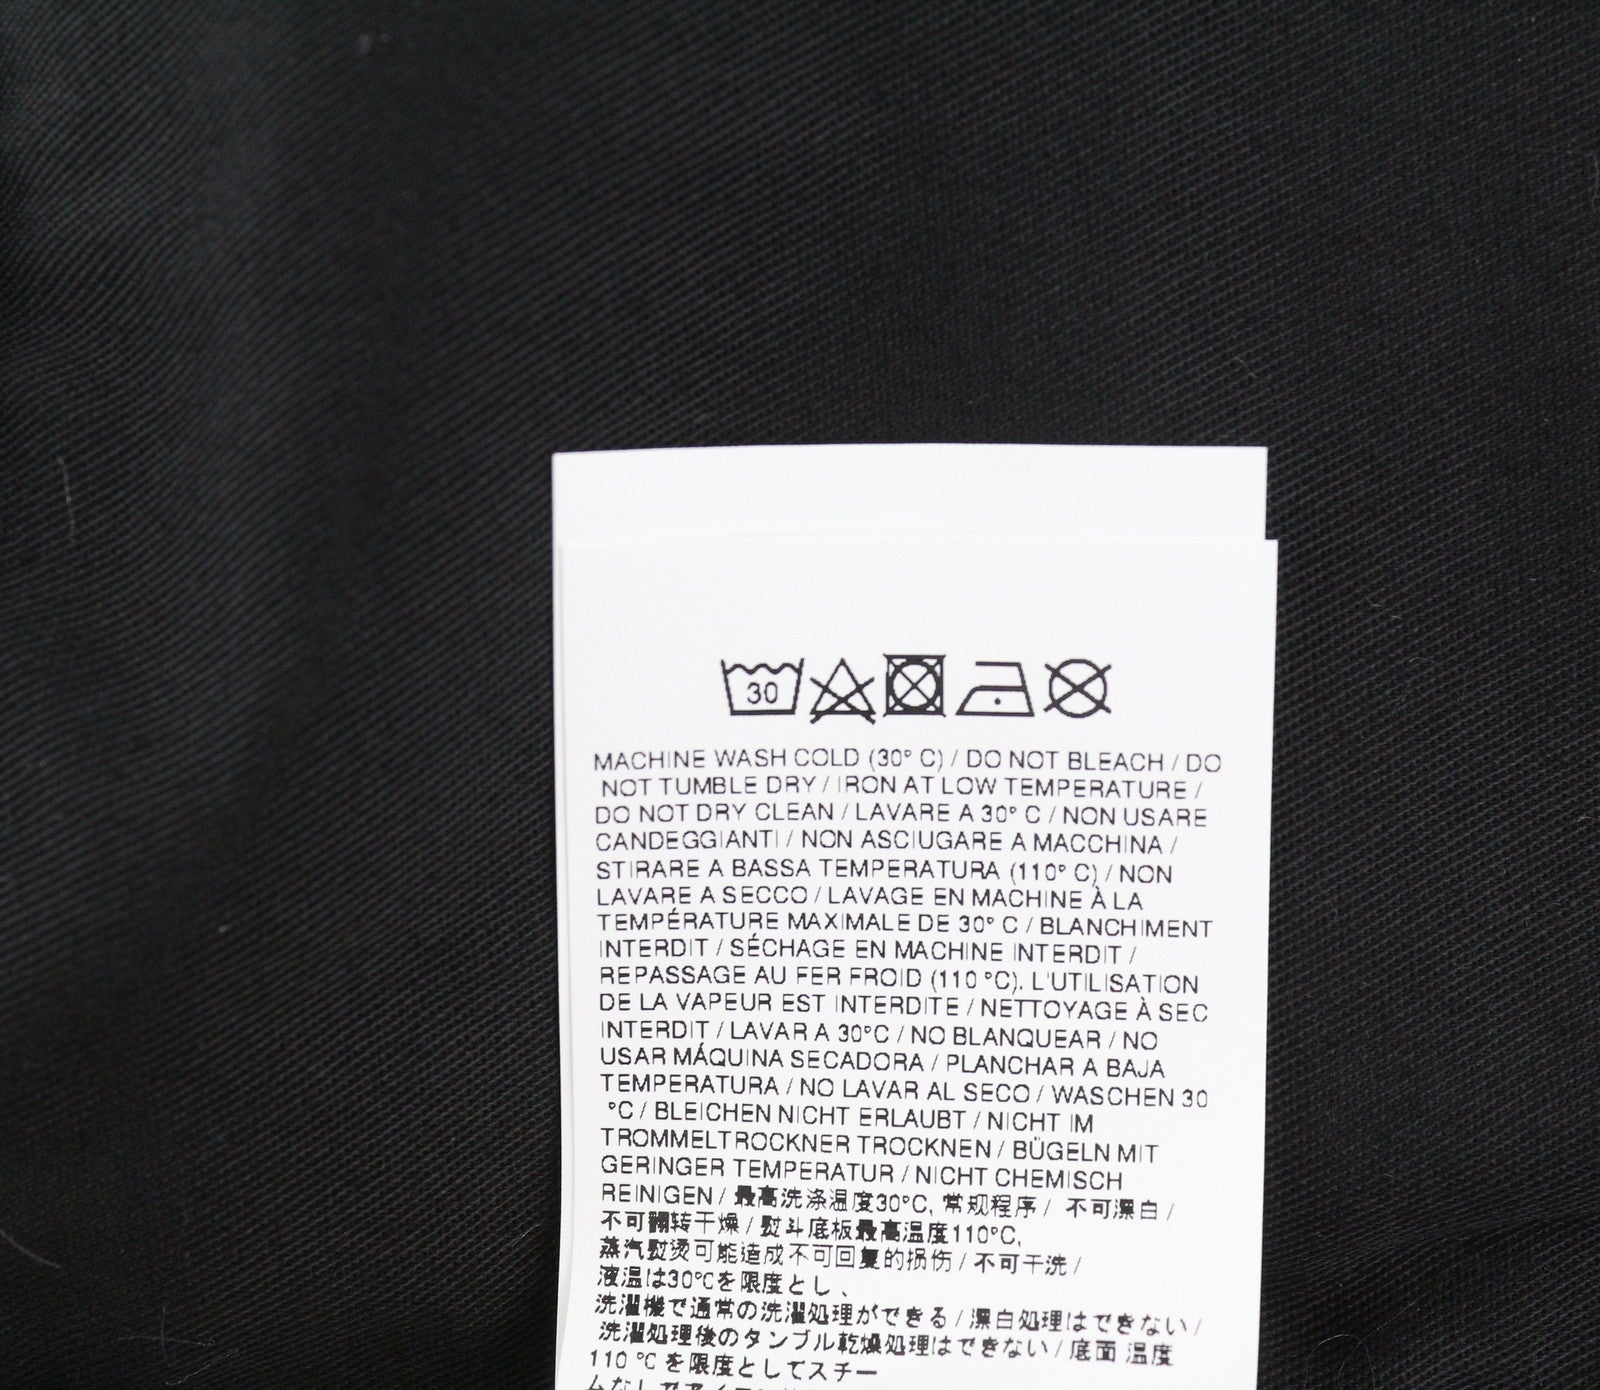 30
MACHINE WASH COLD (30° C) / DO NOT BLEACH / DO
NOT TUMBLE DRY / IRON AT LOW TEMPERATURE /
DO NOT DRY CLEAN / LAVARE A 30° C / NON USARE
CANDEGGIANTI / NON ASCIUGARE A MACCHINA /
STIRARE A BASSA TEMPERATURA (110° C) / NON
LAVARE A SECCO / LAVAGE EN MACHINE À LA
TEMPÉRATURE MAXIMALE DE 30° C / BLANCHIMENT
INTERDIT / SÉCHAGE EN MACHINE INTERDIT /
REPASSAGE AU FER FROID (110 °C). L'UTILISATION
DE LA VAPEUR EST INTERDITE / NETTOYAGE À SEC
INTERDIT / LAVAR A 30°C / NO BLANQUEAR / NO
USAR MÁQUINA SECADORA / PLANCHAR A BAJA
TEMPERATURA / NO LAVAR AL SECO / WASCHEN 30
°C / BLEICHEN NICHT ERLAUBT / NICHT IM
TROMMELTROCKNER TROCKNEN / BÜGELN MIT
GERINGER TEMPERATUR / NICHT CHEMISCH
REINIGEN / 最高洗涤温度30°C, 常规程序 / 不可漂白 /
不可翻转干燥 / 熨斗底板最高温度110°C,
蒸汽熨烫可能造成不可回复的损伤 / 不可干洗 /
液温は30°Cを限度とし、
洗濯機で通常の洗濯処理ができる / 漂白処理はできない /
洗濯処理後のタンブル乾燥処理はできない / 底面 温度
110 °C を限度としてスチー